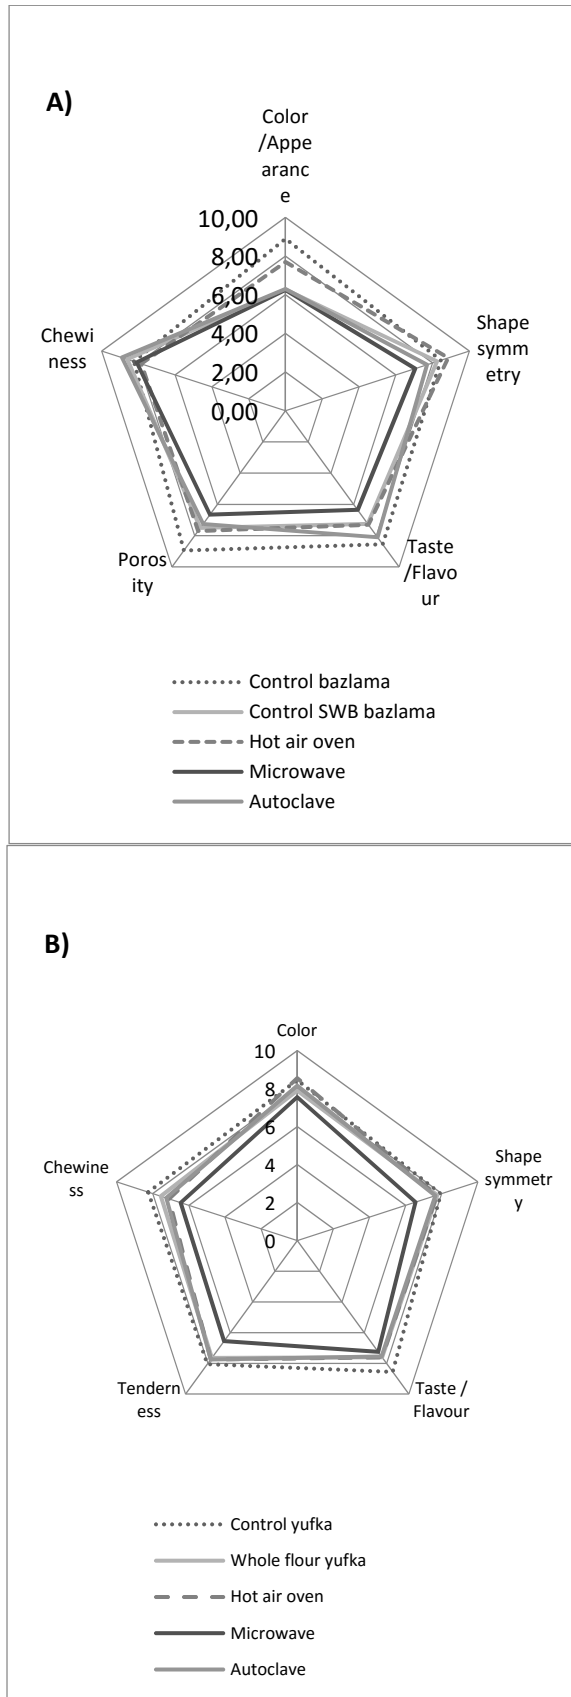 A)
Color
/Appe
aranc
e
10,00
8,00
6,00
4,00
2,00
0,00
Chewi
ness
Shape
symm
etry
Poros
ity
Taste
/Flavo
ur
Control bazlama
Control SWB bazlama
Hot air oven
Microwave
Autoclave
B)
Color
10
8
6
4
2
0
Chewine
ss
Shape
symmetr
y
Tendern
ess
Taste /
Flavour
Control yufka
Whole flour yufka
Hot air oven
Microwave
Autoclave